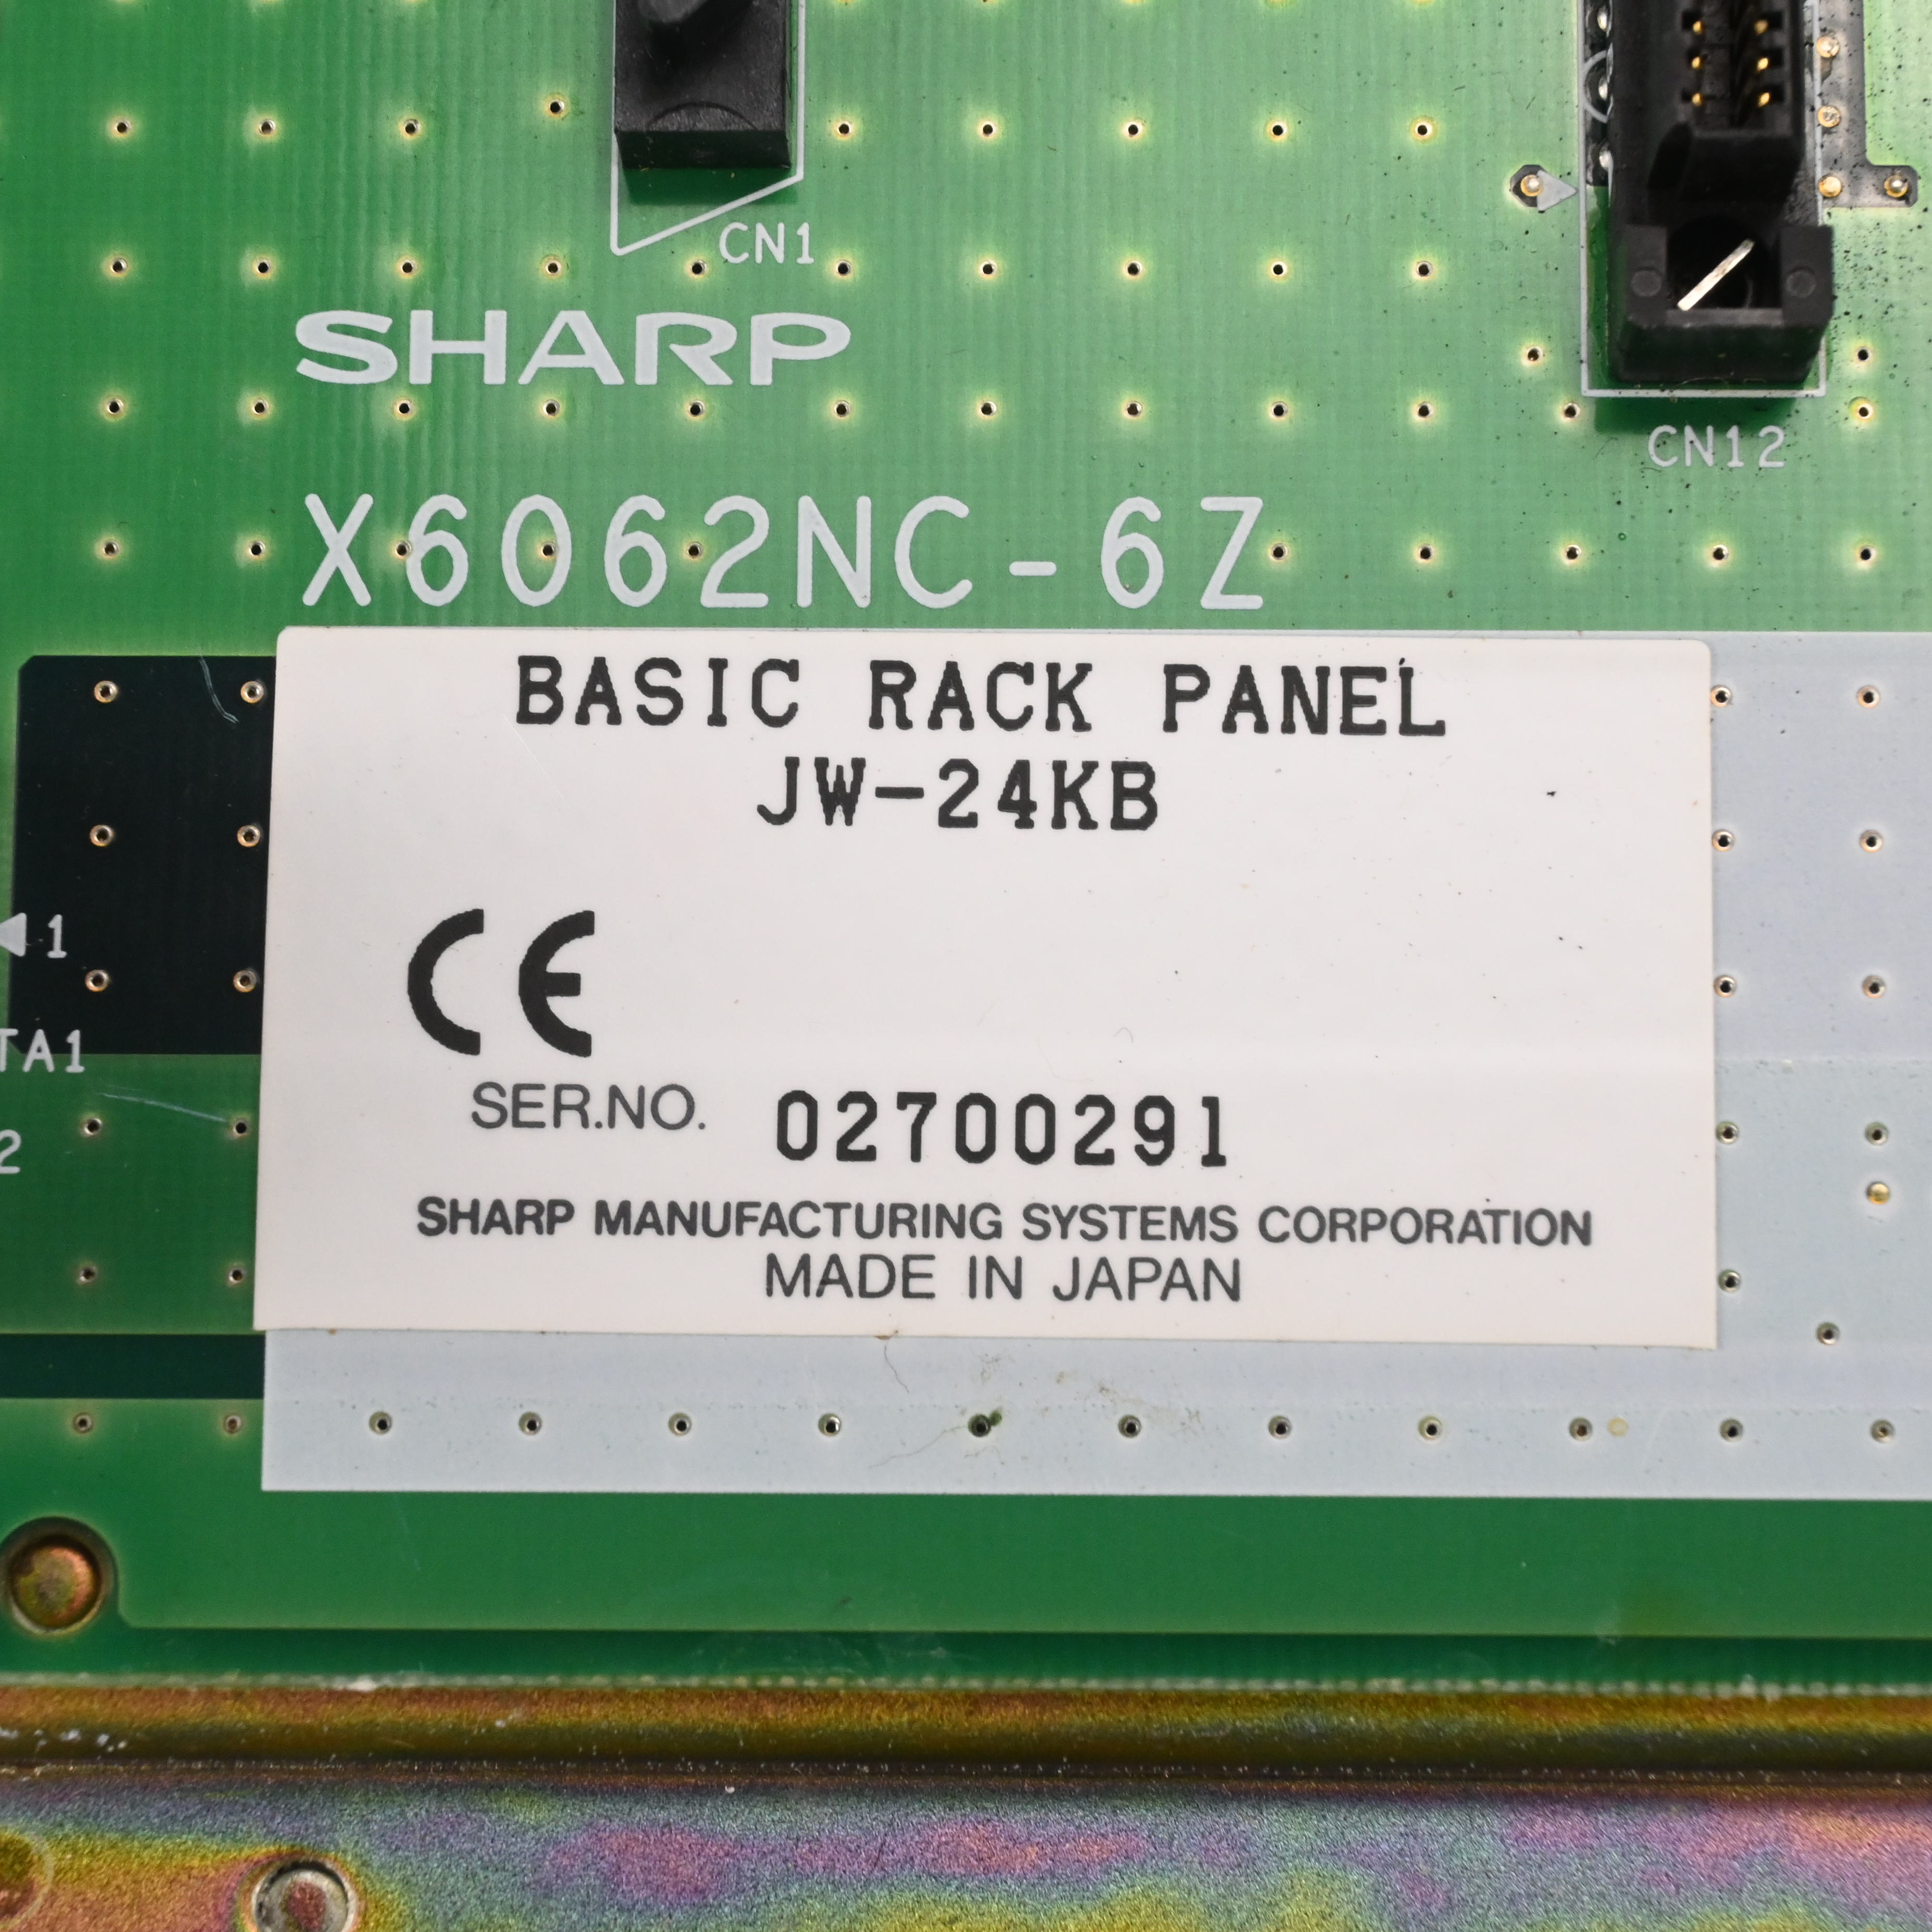 CN1
SHARP
CN12
X6062NC-6Z
BASIC RACK PANEL
JW-24KB
CE
1
TA1
SER.NO. 02700291
2
SHARP MANUFACTURING SYSTEMS CORPORATION
MADE IN JAPAN